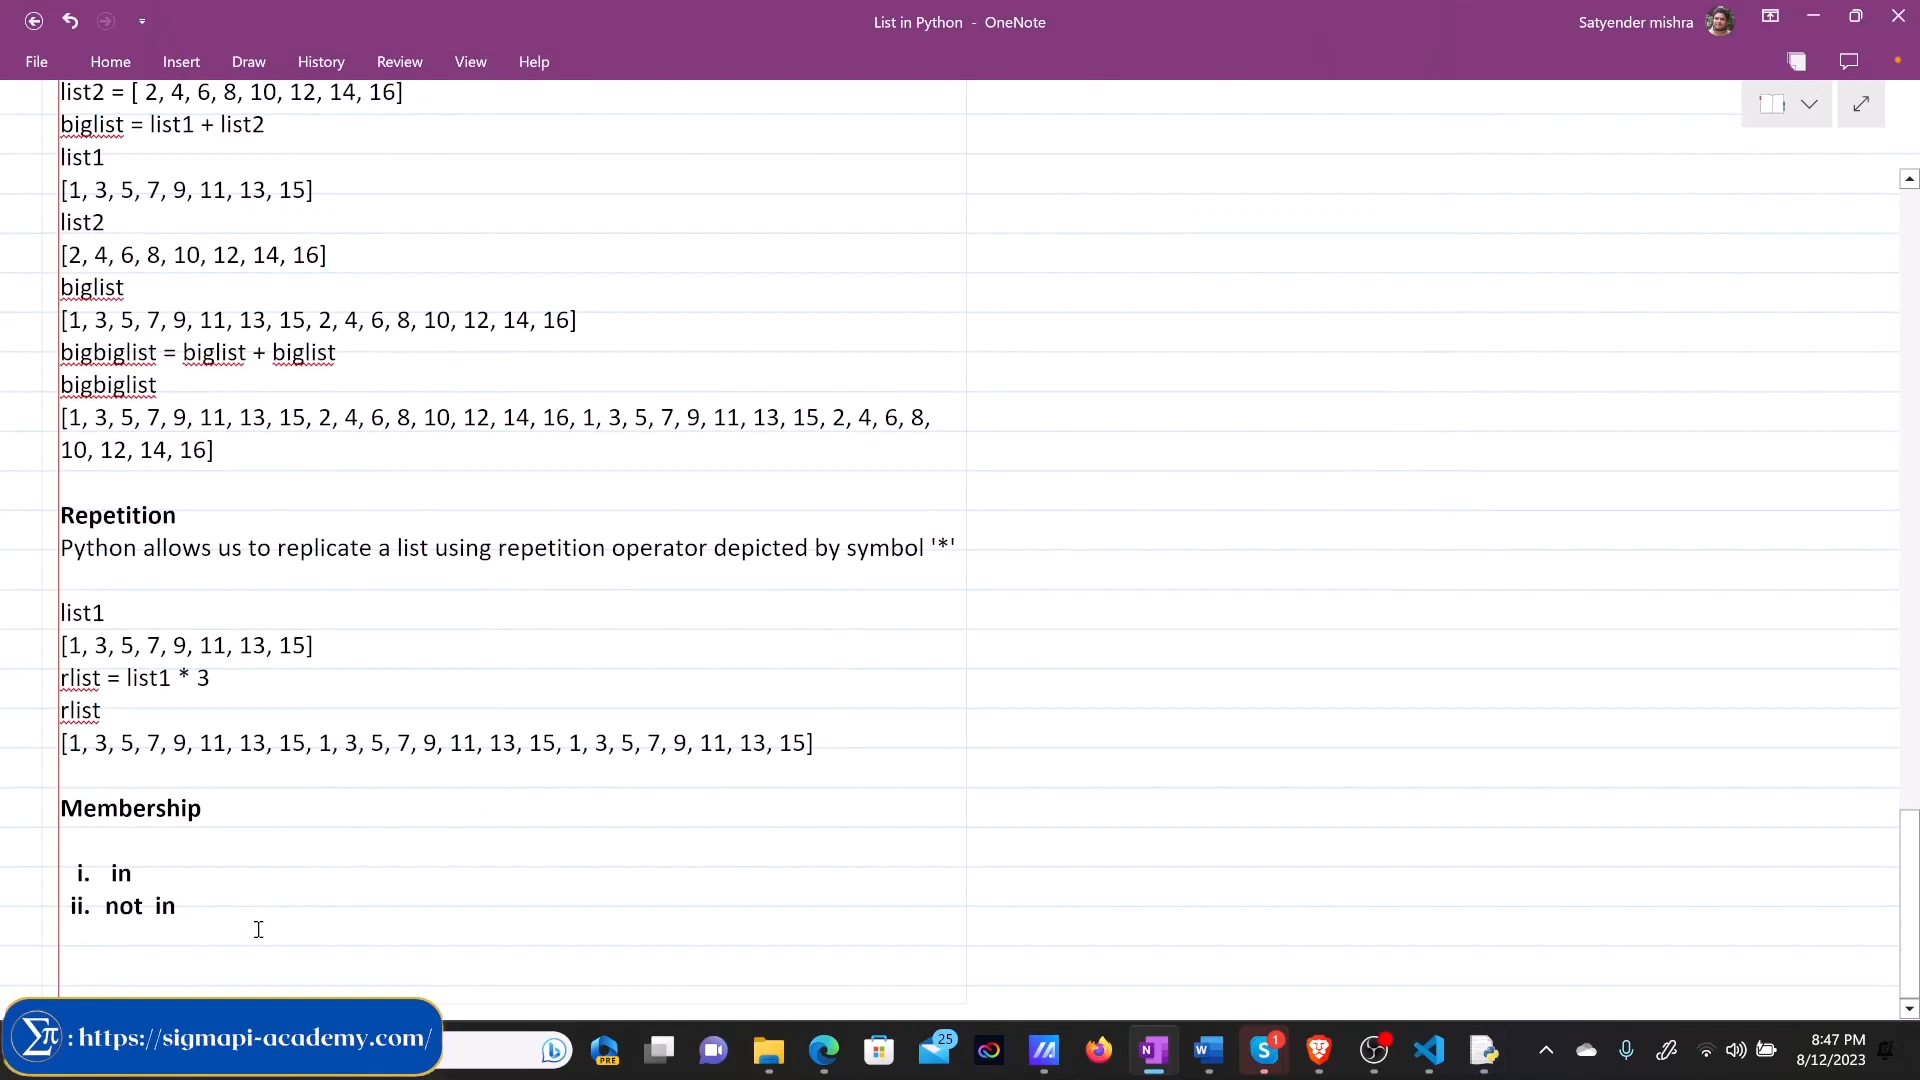 List in Python - OneNote
Satyender mishra
File Home Insert Draw History Review View Help
list2 = [ 2, 4, 6, 8, 10, 12, 14, 16]
biglist = list1 + list2
list1
[1, 3, 5, 7, 9, 11, 13, 15]
list2
[2, 4, 6, 8, 10, 12, 14, 16]
biglist
[1, 3, 5, 7, 9, 11, 13, 15, 2, 4, 6, 8, 10, 12, 14, 16]
bigbiglist = biglist + biglist
bigbiglist
[1, 3, 5, 7, 9, 11, 13, 15, 2, 4, 6, 8, 10, 12, 14, 16, 1, 3, 5, 7, 9, 11, 13, 15, 2, 4, 6, 8,
10, 12, 14, 16]
Repetition
Python allows us to replicate a list using repetition operator depicted by symbol '*'
list1
[1, 3, 5, 7, 9, 11, 13, 15]
rlist = list1 * 3
rlist
[1, 3, 5, 7, 9, 11, 13, 15, 1, 3, 5, 7, 9, 11, 13, 15, 1, 3, 5, 7, 9, 11, 13, 15]
Membership
i. in
ii. not in
Σπ : https://sigmapi-academy.com/
PRE
25
N
W
S 1
8:47 PM
8/12/2023